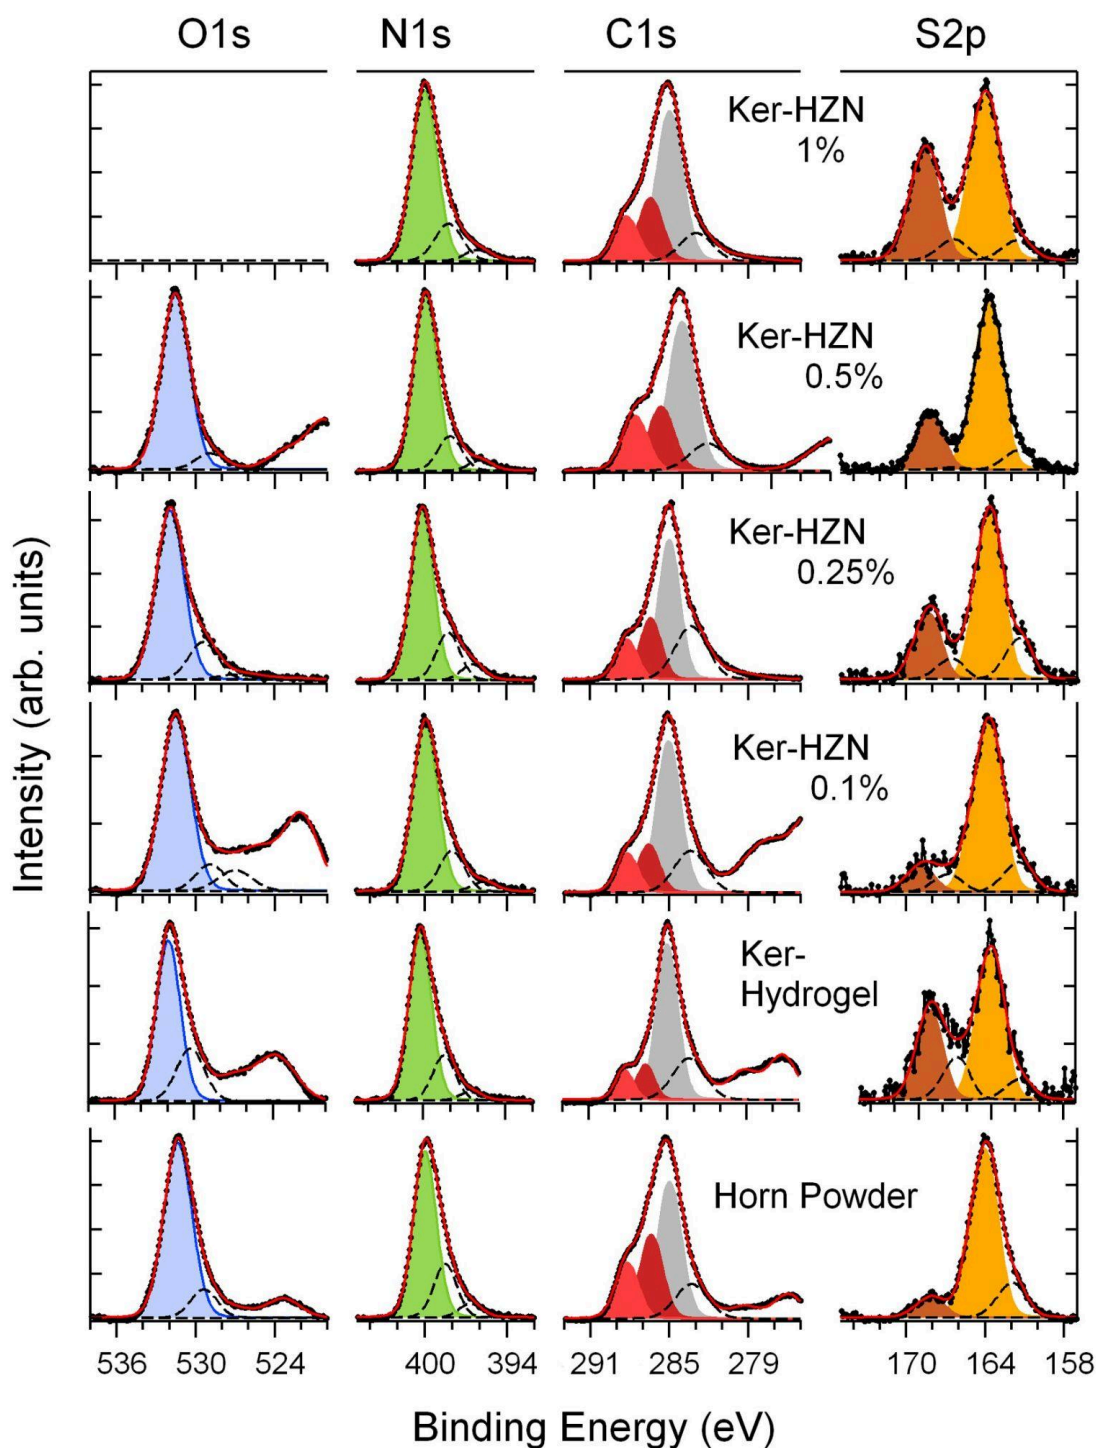 O1s N1s C1s S2p
Ker-HZN
1%
Ker-HZN
0.5%
Ker-HZN
0.25%
Ker-HZN
0.1%
Ker-
Hydrogel
Horn Powder
Intensity (arb. units)
536 530 524 400 394 291 285 279 170 164 158
Binding Energy (eV)